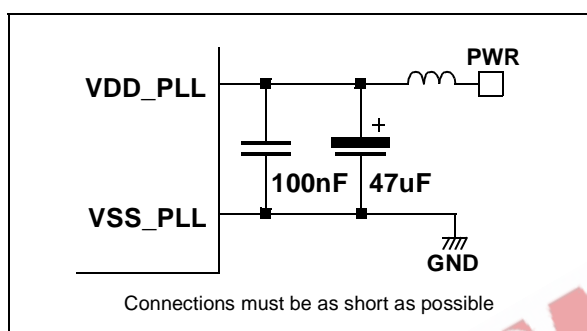 PWR
VDD_PLL
+
100nF 47uF
VSS_PLL
GND
Connections must be as short as possible